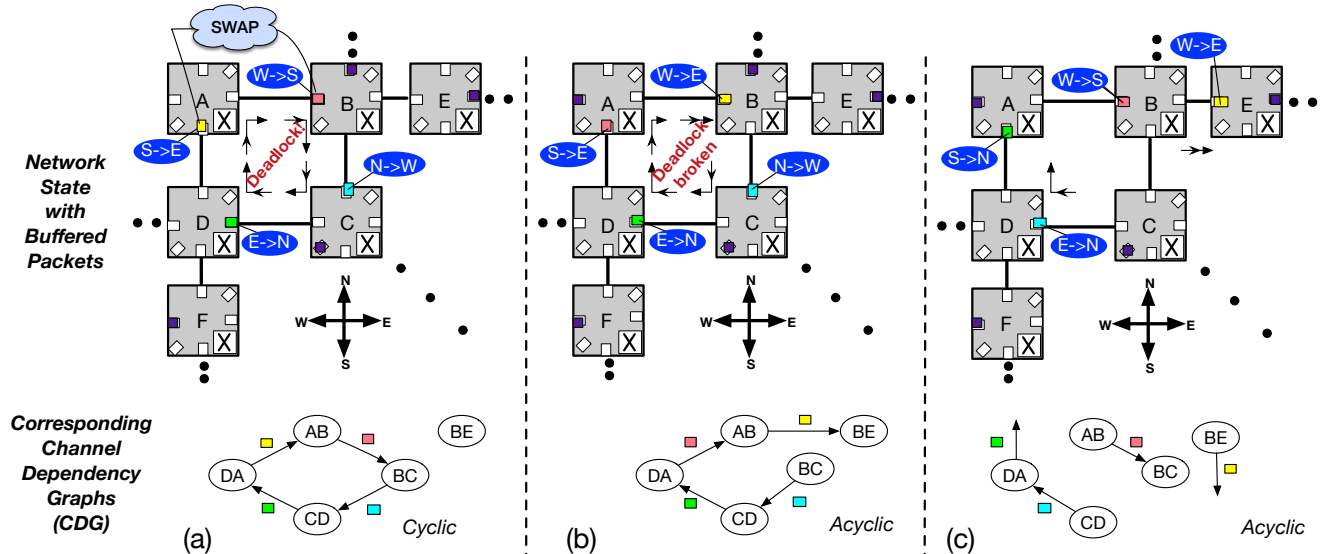 SWAP
W->S
A
B
E
X
X
X
S->E
Deadlock!
N->W
D
C
X
X
E->N
F
X
N
W
E
S
W->E
A
B
E
X
X
X
S->E
Deadlock
broken
N->W
D
C
X
X
E->N
F
X
N
W
E
S
W->E
W->S
A
B
E
X
X
X
S->N
D
C
X
X
E->N
F
X
N
W
E
S
Network
State
with
Buffered
Packets
Corresponding
Channel
Dependency
Graphs
(CDG)
AB
BE
DA
BC
CD
(a)
Cyclic
AB
BE
DA
BC
CD
(b)
Acyclic
AB
BE
DA
BC
CD
(c)
Acyclic